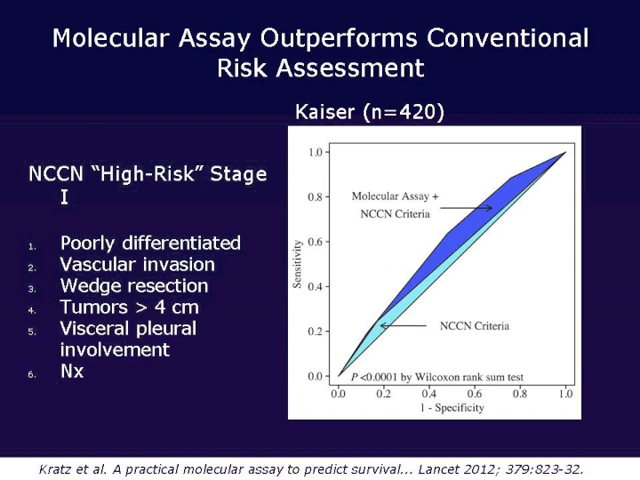 Molecular Assay Outperforms Conventional
Risk Assessment
Kaiser (n=420)
NCCN “High-Risk” Stage
I
1. Poorly differentiated
2. Vascular invasion
3. Wedge resection
4. Tumors > 4 cm
5. Visceral pleural
involvement
6. Nx
Sensitivity
1.0
0.8
0.6
0.4
0.2
0.0
Molecular Assay +
NCCN Criteria
NCCN Criteria
P <0.0001 by Wilcoxon rank sum test
0.0 0.2 0.4 0.6 0.8 1.0
1 - Specificity
Kratz et al. A practical molecular assay to predict survival... Lancet 2012; 379:823-32.